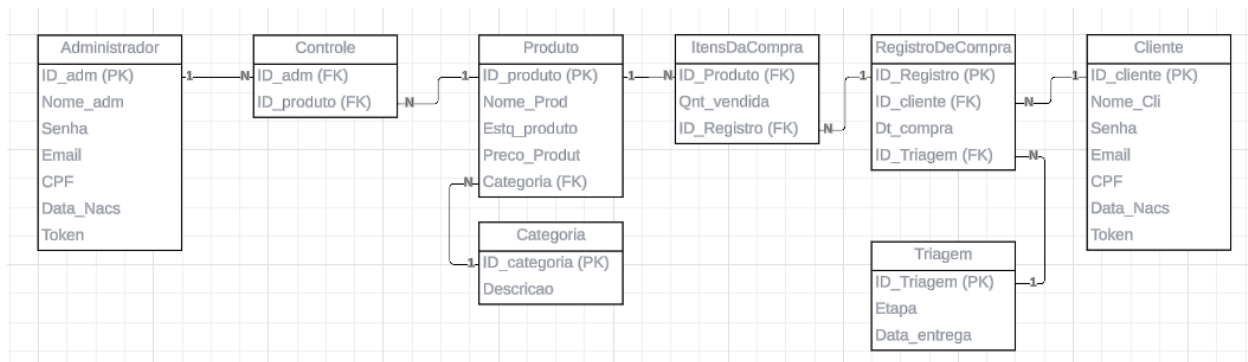 Administrador
ID_adm (PK)
Nome_adm
Senha
Email
CPF
Data_Nacs
Token
1
N
Controle
ID_adm (FK)
ID_produto (FK)
N
1
Produto
ID_produto (PK)
Nome_Prod
Estq_produto
Preco_Produt
Categoria (FK)
N
1
Categoria
ID_categoria (PK)
Descricao
1
N
ItensDaCompra
ID_Produto (FK)
Qnt_vendida
ID_Registro (FK)
N
1
RegistroDeCompra
ID_Registro (PK)
ID_cliente (FK)
Dt_compra
ID_Triagem (FK)
N
1
N
1
Triagem
ID_Triagem (PK)
Etapa
Data_entrega
Cliente
ID_cliente (PK)
Nome_Cli
Senha
Email
CPF
Data_Nacs
Token